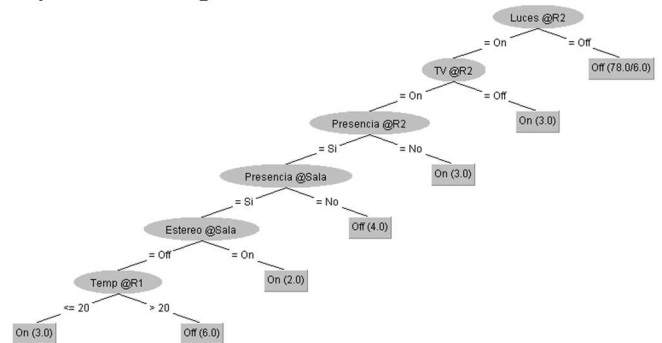 Luces @R2
= On
= Off
TV @R2
Off (78.0/6.0)
= On
= Off
Presencia @R2
On (3.0)
= Si
= No
Presencia @Sala
On (3.0)
= Si
= No
Estereo @Sala
Off (4.0)
= Off
= On
Temp @R1
On (2.0)
<= 20
> 20
On (3.0)
Off (6.0)